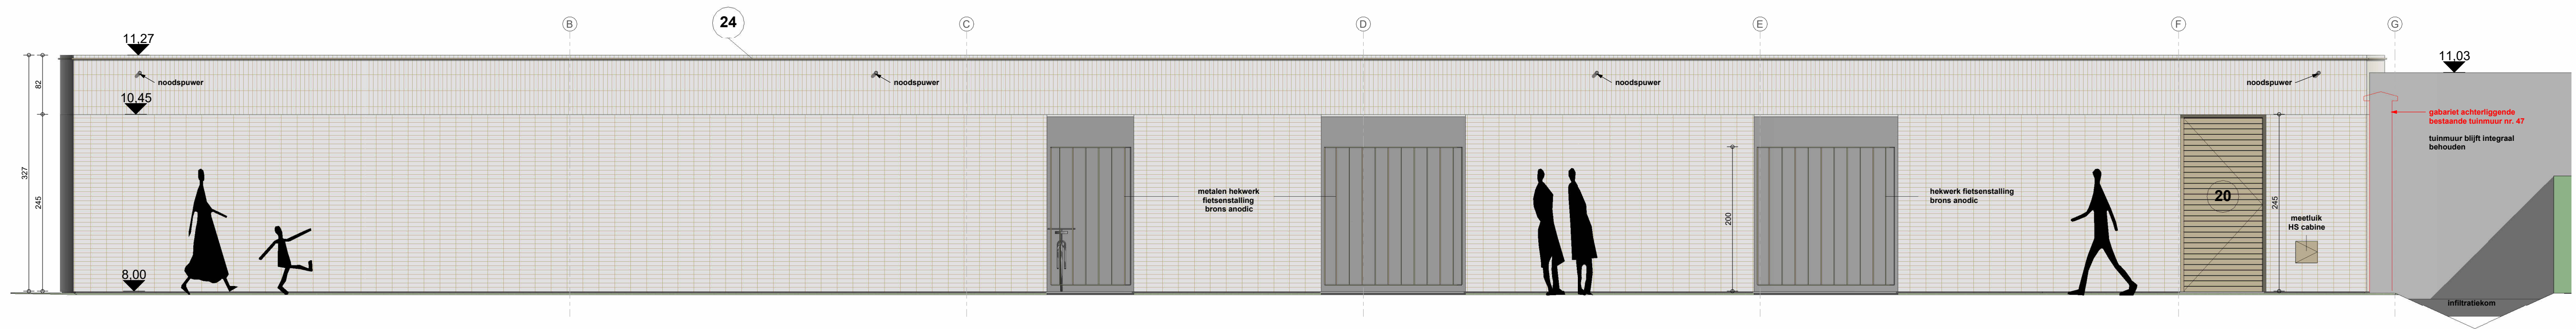 B
24
C
D
E
F
G
11,27
11,03
noodspuwer
noodspuwer
noodspuwer
noodspuwer
82
10,45
gabariet achterliggende
bestaande tuinmuur nr. 47
tuinmuur blijft integraal
behouden
327
245
metalen hekwerk
fietsenstalling
brons anodic
200
hekwerk fietsenstalling
brons anodic
20
245
meetluik
HS cabine
8,00
infiltratiekom